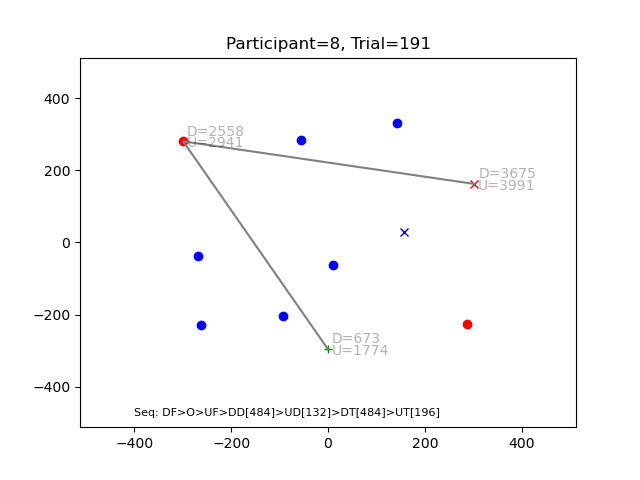 Participant=8, Trial=191
400
200
0
−200
−400
D=2558
U=2941
D=3675
U=3991
D=673
U=1774
Seq: DF>O>UF>DD[484]>UD[132]>DT[484]>UT[196]
−400 −200 0 200 400